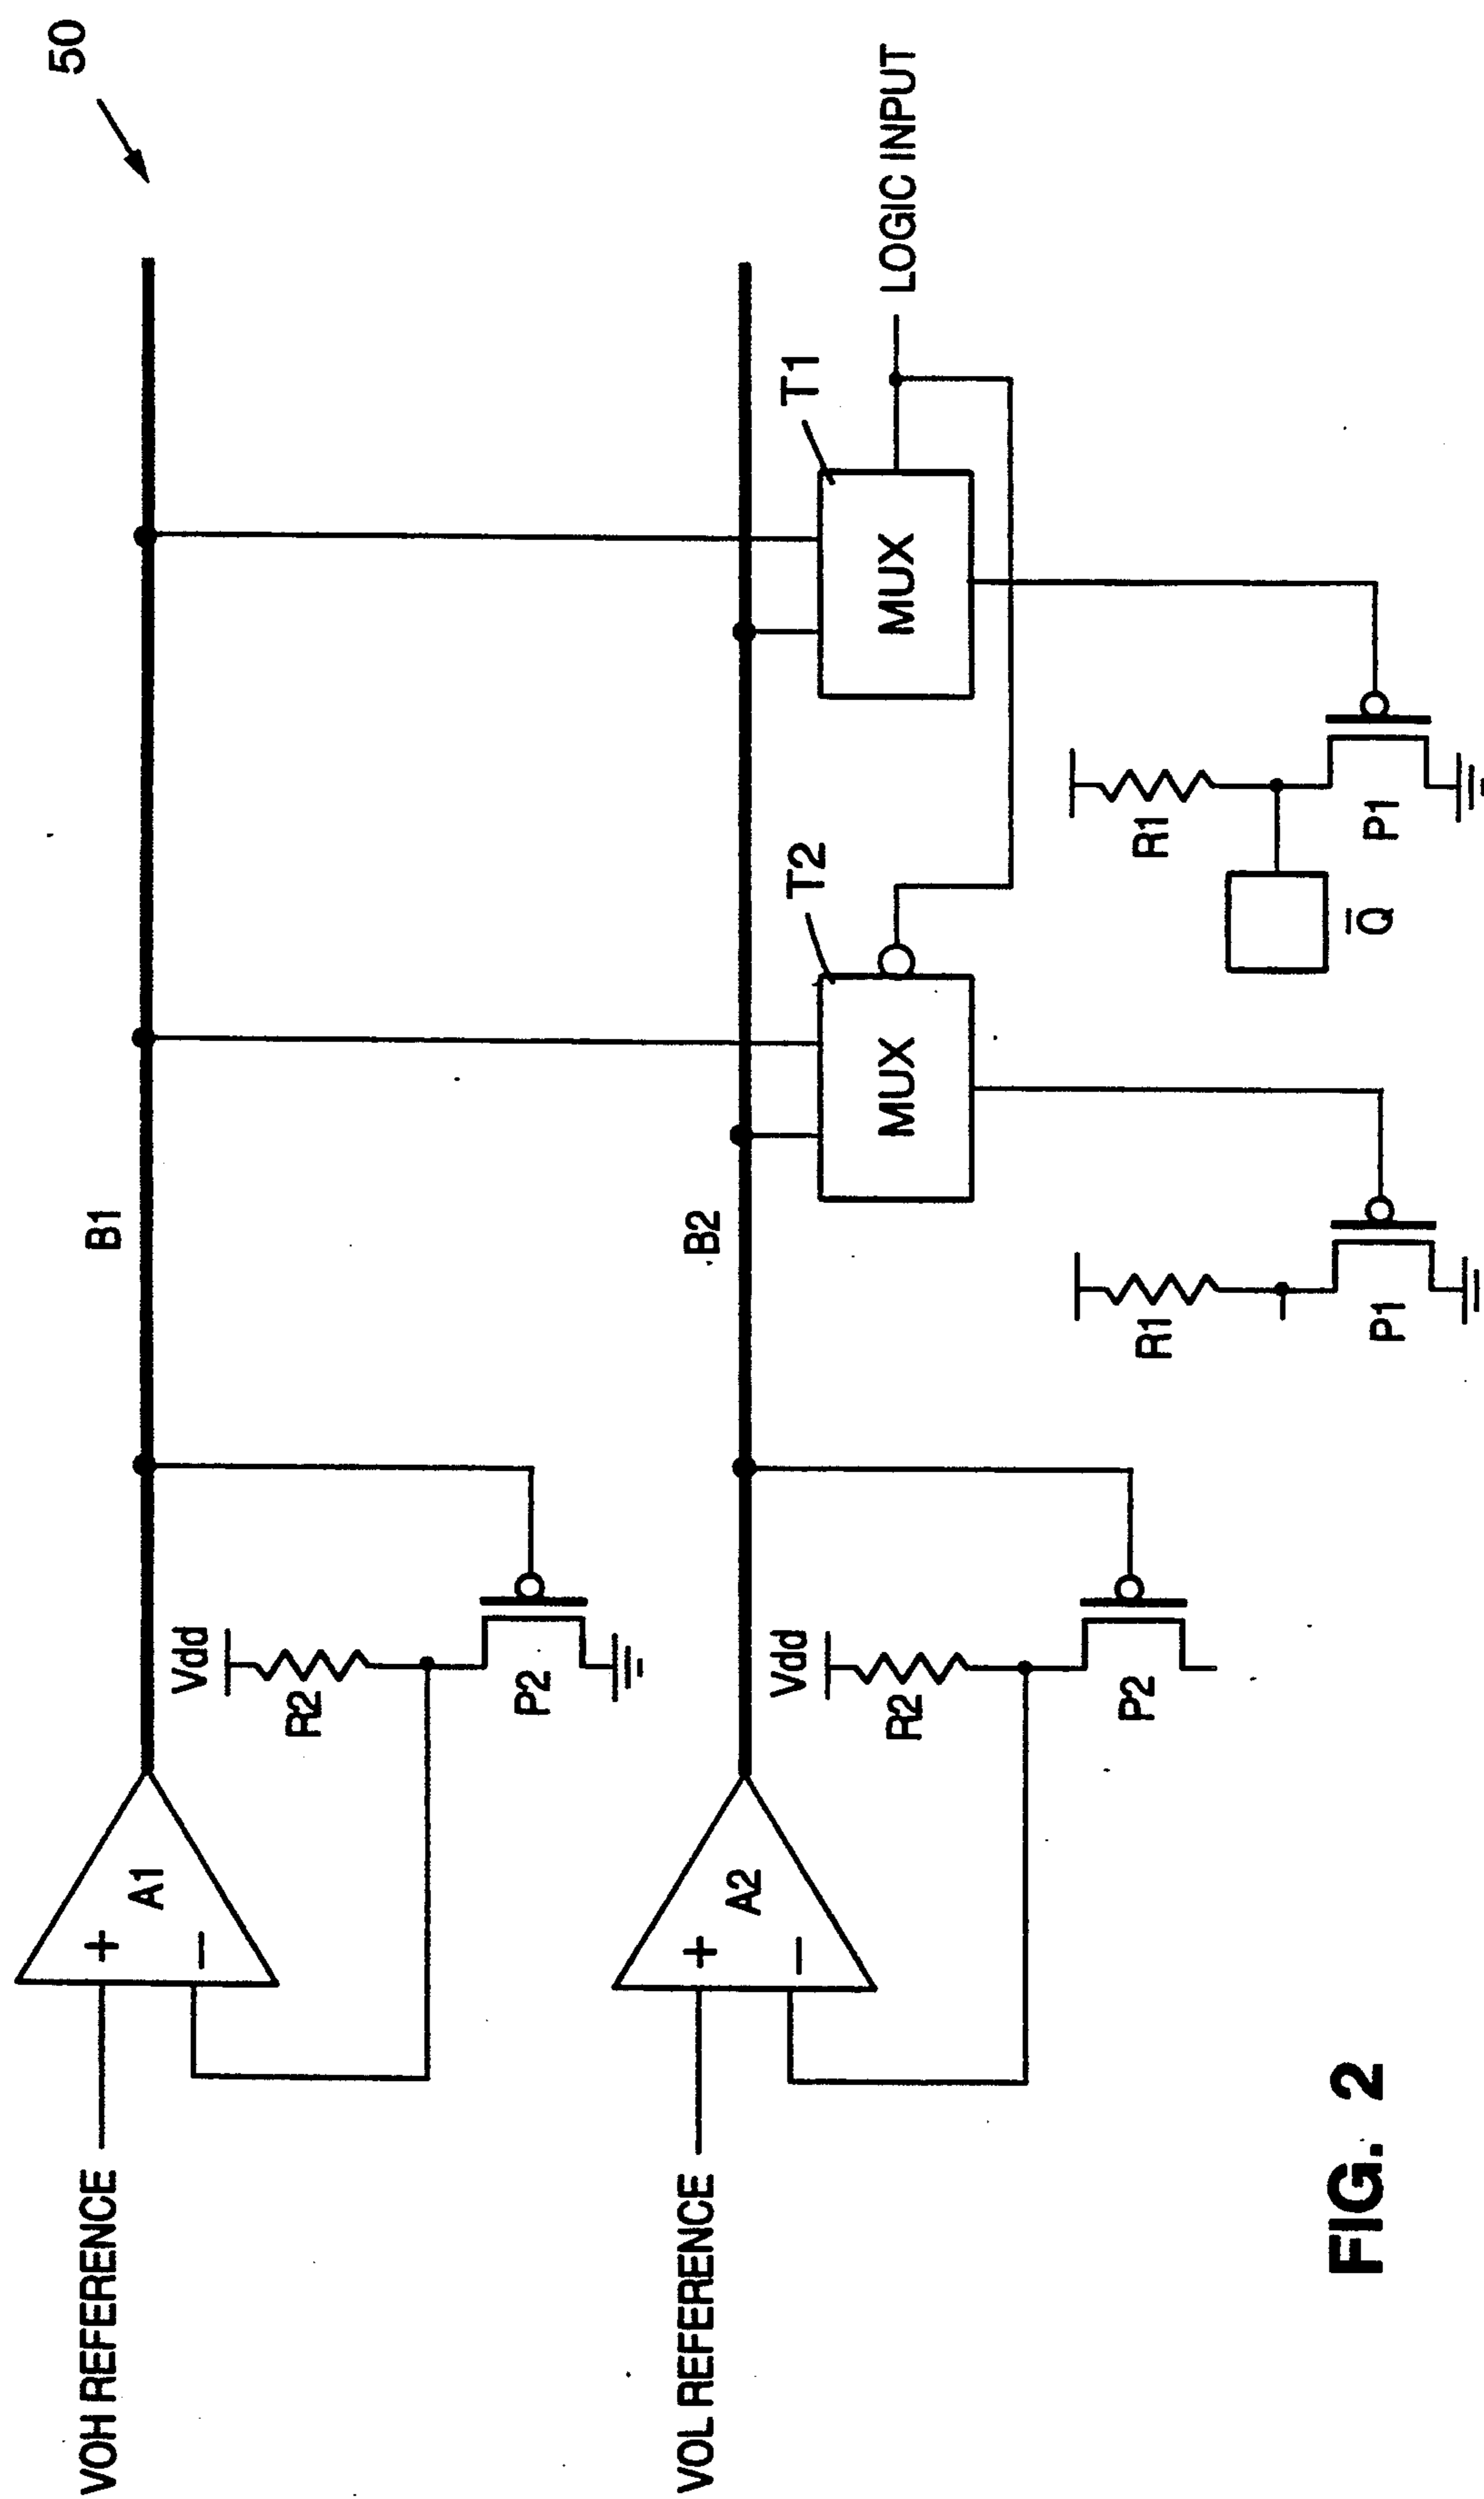 50
B1
VOH REFERENCE
+
−
A1
Vdd
R2
P2
B2
VOL REFERENCE
+
−
A2
Vdd
R2
P2
T2
T1
MUX
MUX
LOGIC INPUT
R1
P1
R1
P1
Q̅
FIG. 2